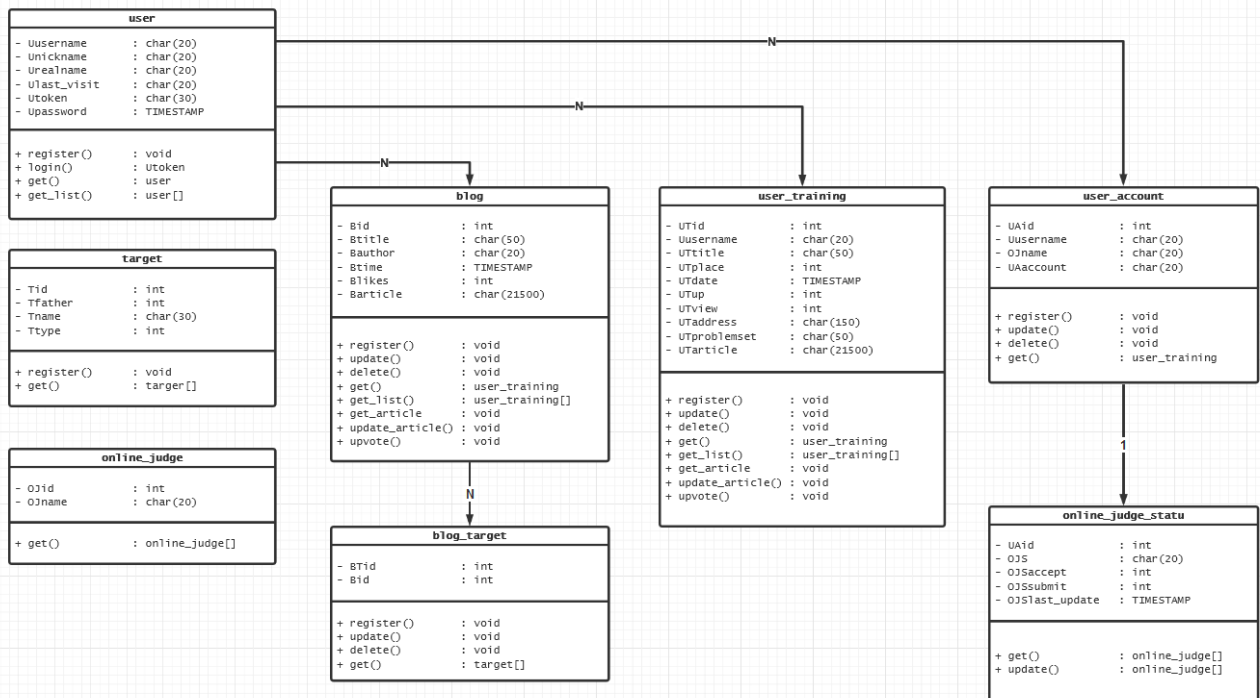 user
- Uusername : char(20)
- Unickname : char(20)
- Urealname : char(20)
- Ulast_visit : char(20)
- Utoken : char(30)
- Upassword : TIMESTAMP
+ register() : void
+ login() : Utoken
+ get() : user
+ get_list() : user[]
N
N
N
target
- Tid : int
- Tfather : int
- Tname : char(30)
- Ttype : int
+ register() : void
+ get() : targer[]
online_judge
- OJid : int
- OJname : char(20)
+ get() : online_judge[]
blog
- Bid : int
- Btitle : char(50)
- Bauthor : char(20)
- Btime : TIMESTAMP
- Blikes : int
- Barticle : char(21500)
+ register() : void
+ update() : void
+ delete() : void
+ get() : user_training
+ get_list() : user_training[]
+ get_article : void
+ update_article() : void
+ upvote() : void
N
blog_target
- BTid : int
- Bid : int
+ register() : void
+ update() : void
+ delete() : void
+ get() : target[]
user_training
- UTid : int
- Uusername : char(20)
- UTtitle : char(50)
- UTplace : int
- UTdate : TIMESTAMP
- UTup : int
- UTview : int
- UTaddress : char(150)
- UTproblemset : char(50)
- UTarticle : char(21500)
+ register() : void
+ update() : void
+ delete() : void
+ get() : user_training
+ get_list() : user_training[]
+ get_article : void
+ update_article() : void
+ upvote() : void
user_account
- UAid : int
- Uusername : char(20)
- OJname : char(20)
- UAaccount : char(20)
+ register() : void
+ update() : void
+ delete() : void
+ get() : user_training
1
online_judge_statu
- UAid : int
- OJS : char(20)
- OJSaccept : int
- OJSsubmit : int
- OJSlast_update : TIMESTAMP
+ get() : online_judge[]
+ update() : online_judge[]